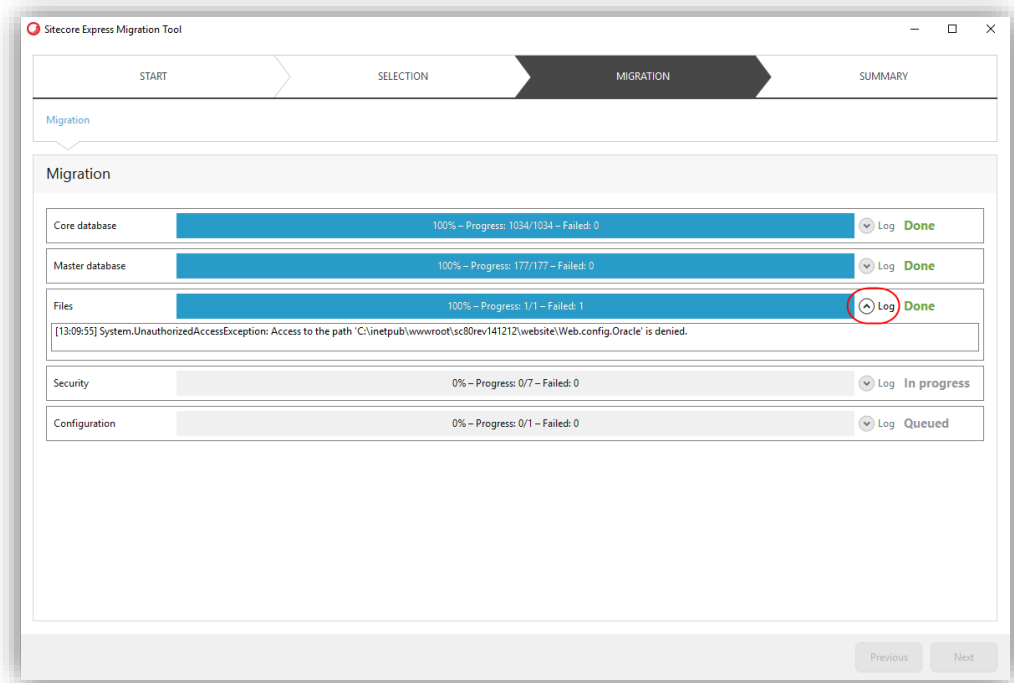 Sitecore Express Migration Tool
START SELECTION MIGRATION SUMMARY
Migration
Migration
Core database 100% – Progress: 1034/1034 – Failed: 0 Log Done
Master database 100% – Progress: 177/177 – Failed: 0 Log Done
Files 100% – Progress: 1/1 – Failed: 1 Log Done
[13:09:55] System.UnauthorizedAccessException: Access to the path 'C:\inetpub\wwwroot\sc80rev141212\website\Web.config.Oracle' is denied.
Security 0% – Progress: 0/7 – Failed: 0 Log In progress
Configuration 0% – Progress: 0/1 – Failed: 0 Log Queued
Previous Next